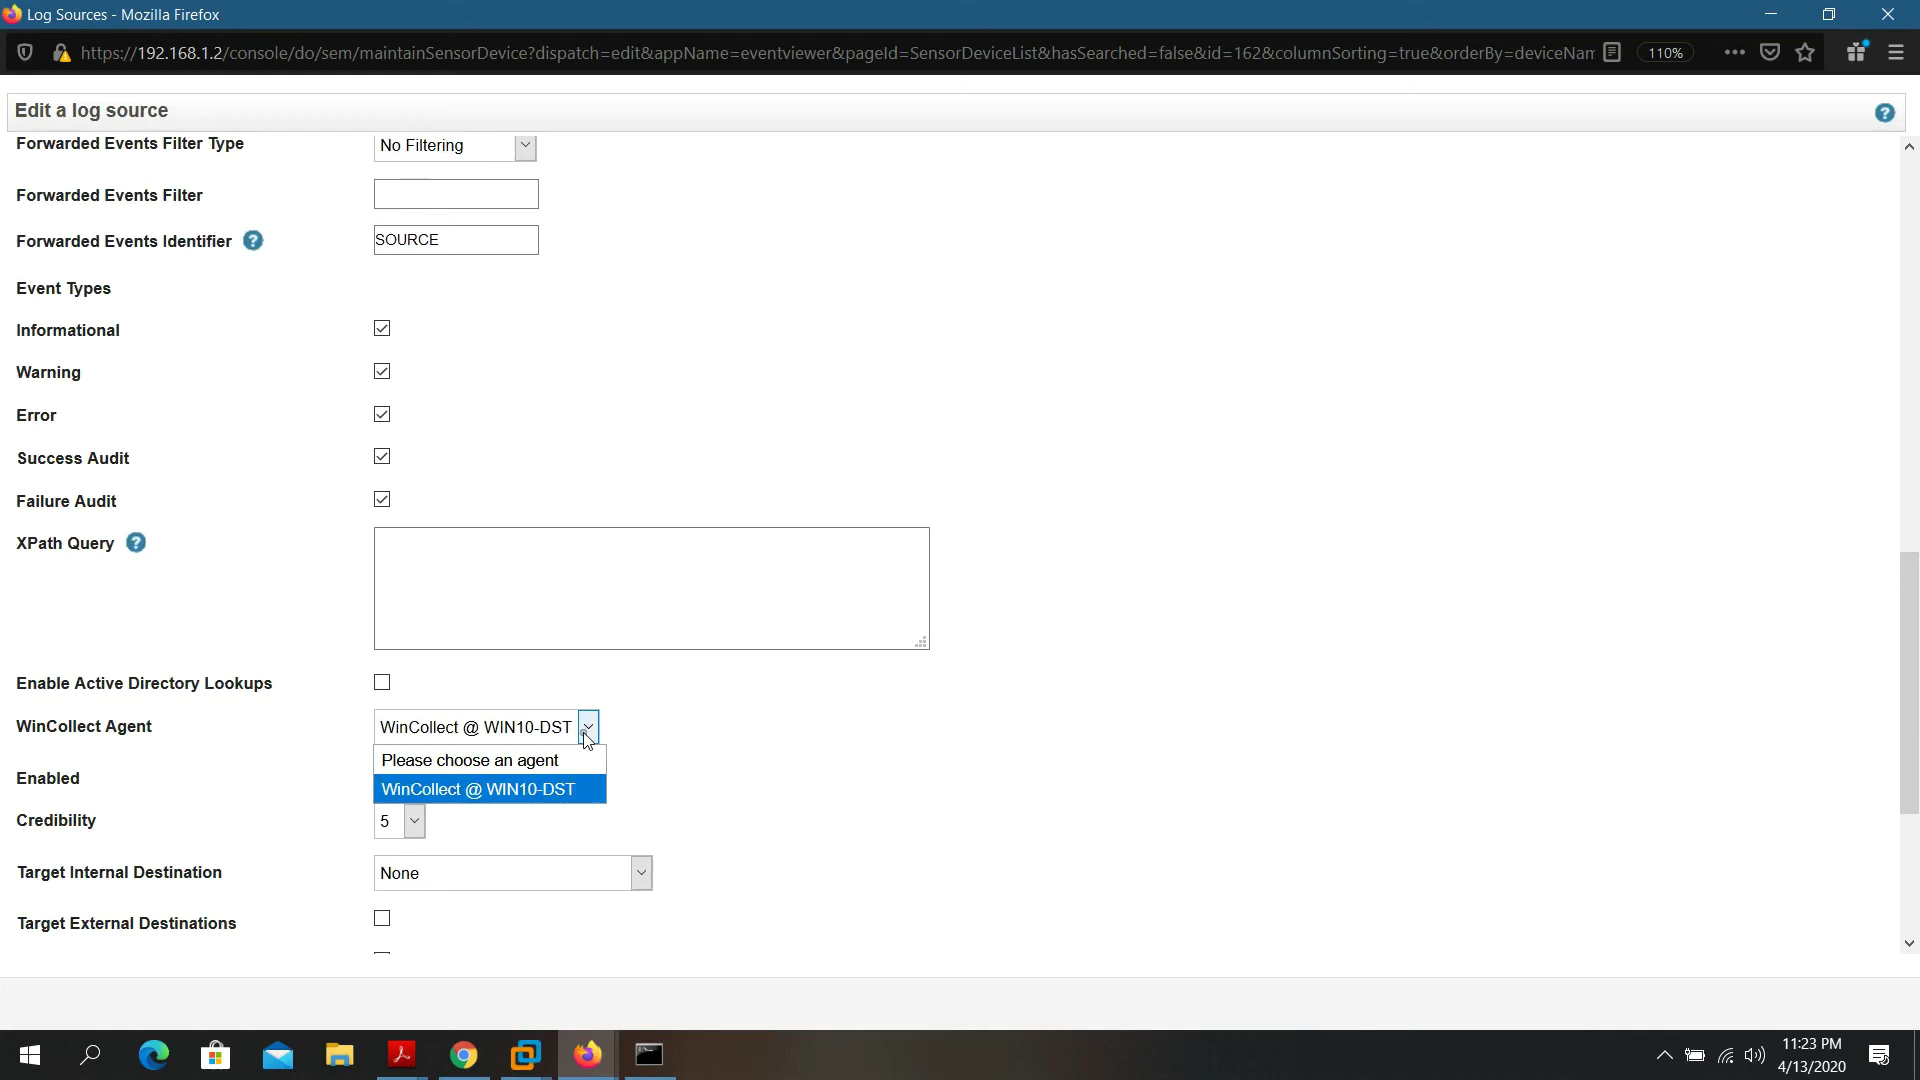 Log Sources - Mozilla Firefox
https://192.168.1.2/console/do/sem/maintainSensorDevice?dispatch=edit&appName=eventviewer&pageId=SensorDeviceList&hasSearched=false&id=162&columnSorting=true&orderBy=deviceNam
110%
Edit a log source
Forwarded Events Filter Type
No Filtering
Forwarded Events Filter
Forwarded Events Identifier
SOURCE
Event Types
Informational
Warning
Error
Success Audit
Failure Audit
XPath Query
Enable Active Directory Lookups
WinCollect Agent
WinCollect @ WIN10-DST
Please choose an agent
Enabled
WinCollect @ WIN10-DST
Credibility
5
Target Internal Destination
None
Target External Destinations
11:23 PM
4/13/2020